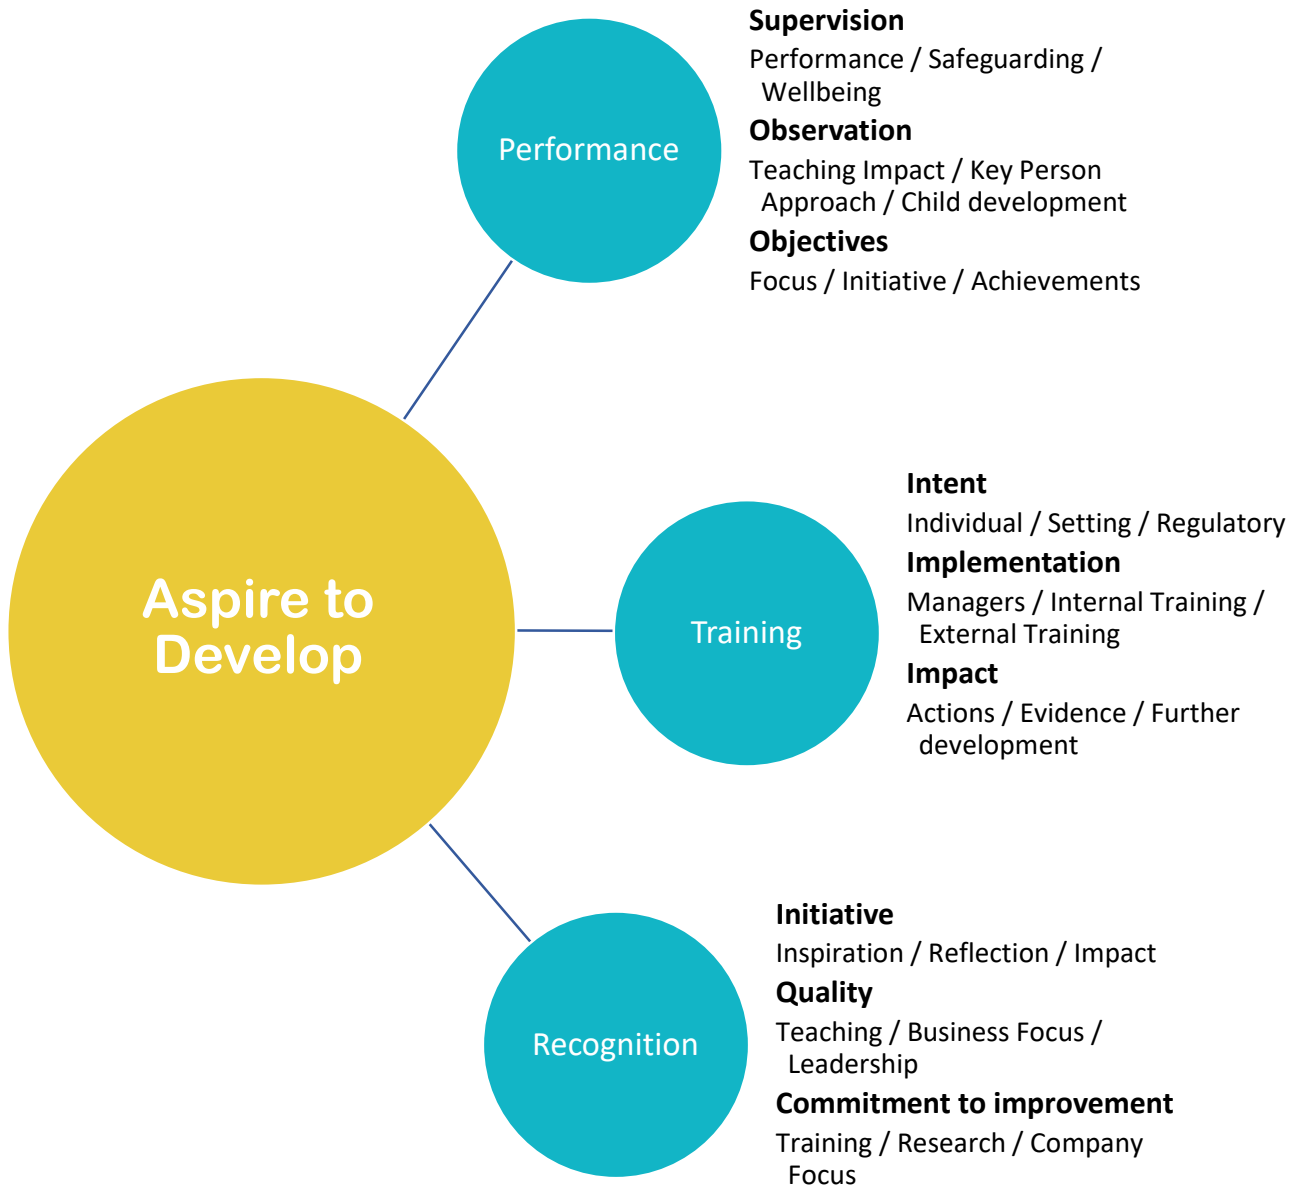 Aspire to
Develop
Performance
Supervision
Performance / Safeguarding /
Wellbeing
Observation
Teaching Impact / Key Person
Approach / Child development
Objectives
Focus / Initiative / Achievements
Training
Intent
Individual / Setting / Regulatory
Implementation
Managers / Internal Training /
External Training
Impact
Actions / Evidence / Further
development
Recognition
Initiative
Inspiration / Reflection / Impact
Quality
Teaching / Business Focus /
Leadership
Commitment to improvement
Training / Research / Company
Focus